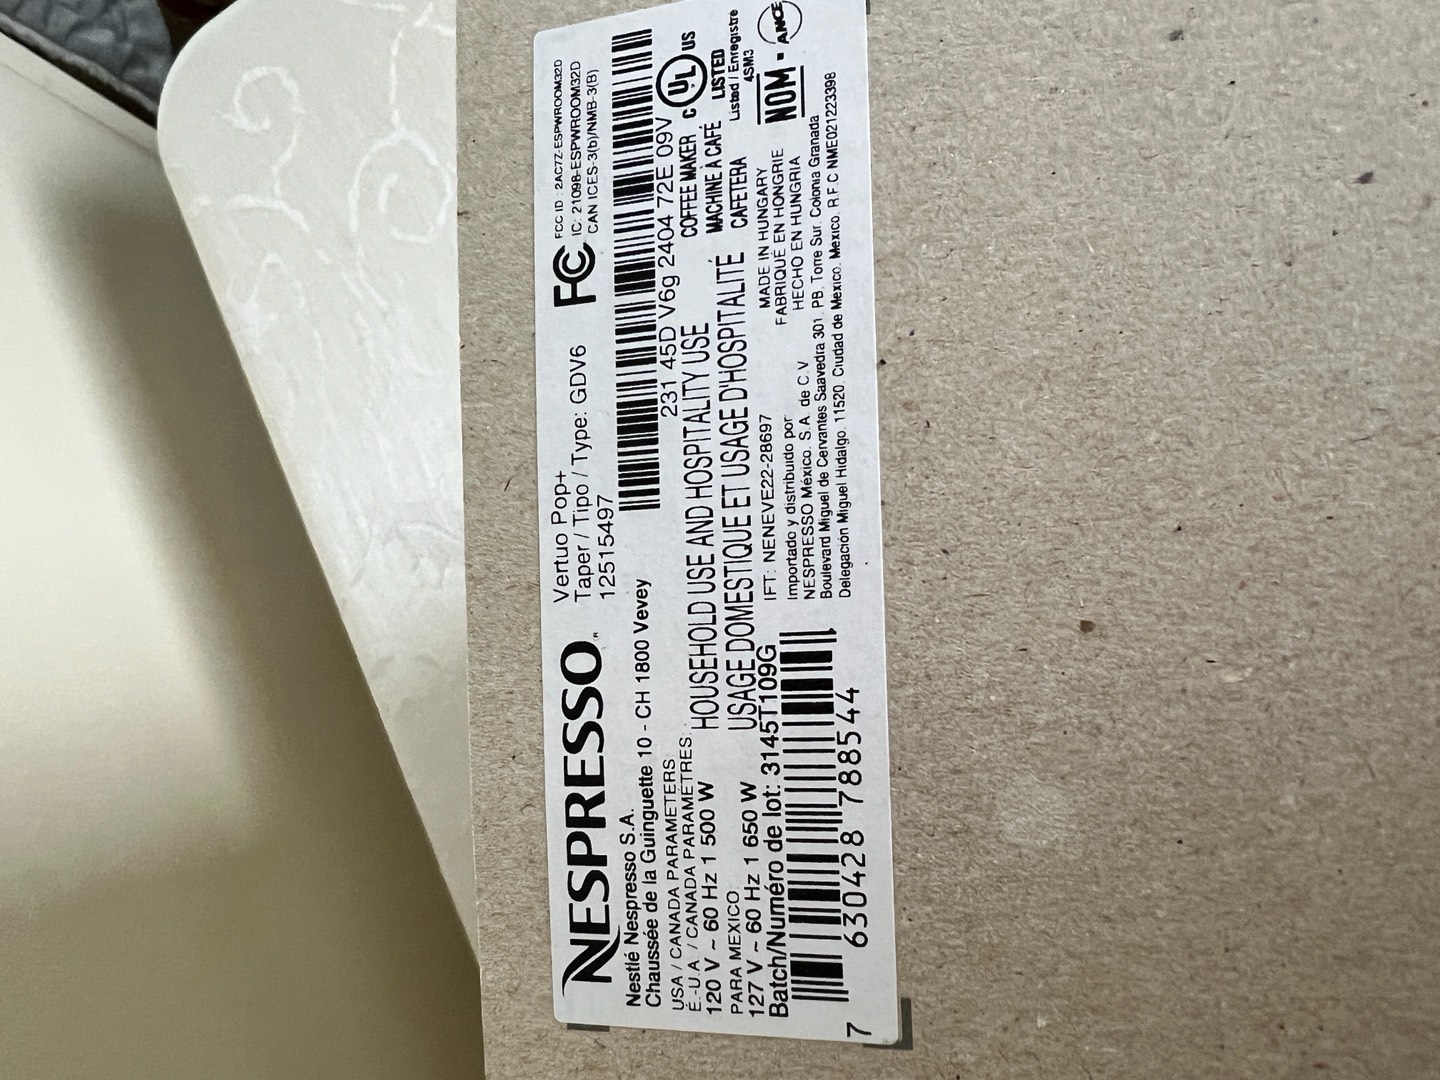 NESPRESSO
Vertuo Pop+
Taper / Tipo / Type: GDV6
12515497
FCC ID : 2AC7Z-ESPWROOM32D
IC: 21098-ESPWROOM32D
CAN ICES-3(b)/NMB-3(B)
Nestlé Nespresso S.A.
Chaussée de la Guinguette 10 - CH 1800 Vevey
231 45D V6g 2404 72E 09V
USA / CANADA PARAMETERS
É.-U.A. / CANADA PARAMÈTRES:
120 V ~ 60 Hz 1 500 W
PARA MEXICO:
127 V ~ 60 Hz 1 650 W
HOUSEHOLD USE AND HOSPITALITY USE
USAGE DOMESTIQUE ET USAGE D'HOSPITALITÉ
COFFEE MAKER
MACHINE À CAFÉ
CAFETERA
C UL US
LISTED
Listed / Enregistre
4SM3
Batch/Numéro de lot: 3145T109G
7 630428 788544
IFT: NENEVE22-28697
MADE IN HUNGARY
FABRIQUÉ EN HONGRIE
HECHO EN HUNGRIA
NOM - ANCE
Importado y distribuido por
NESPRESSO México. S.A. de C.V
Boulevard Miguel de Cervantes Saavedra 301. PB, Torre Sur. Colonia Granada
Delegación Miguel Hidalgo, 11520. Ciudad de Mexico. Mexico. R.F.C NME021223398